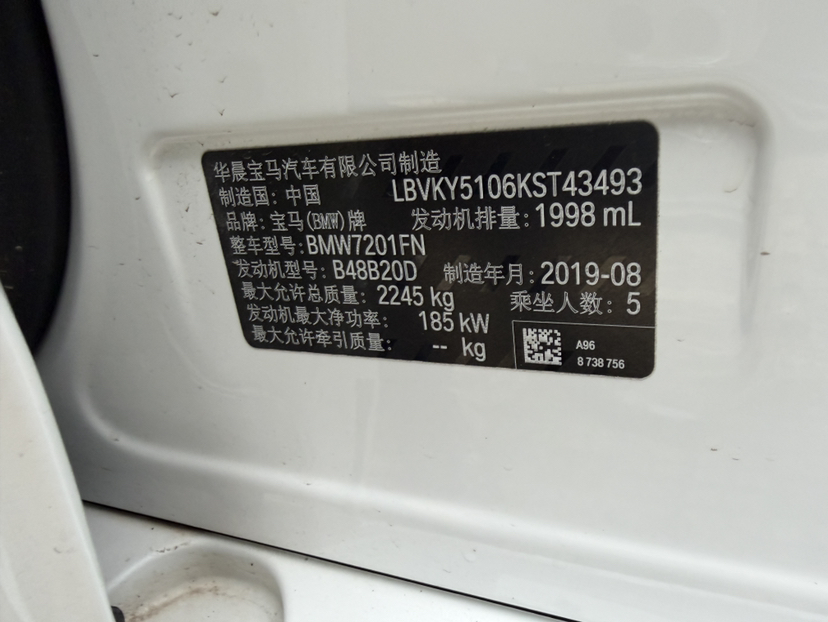 华晨宝马汽车有限公司制造
制造国: 中国 LBVKY5106KST43493
品牌: 宝马(BMW)牌 发动机排量: 1998 mL
整车型号: BMW7201FN
发动机型号: B48B20D 制造年月: 2019-08
最大允许总质量: 2245 kg 乘坐人数: 5
发动机最大净功率: 185 kW
最大允许牵引质量: -- kg
A96
8 738 756